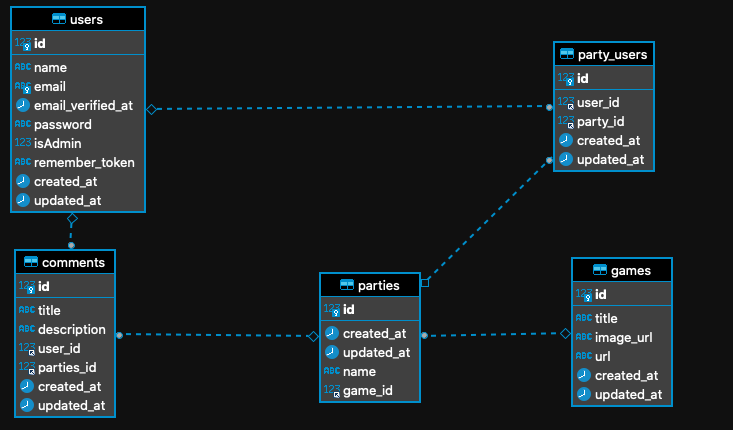 users
123 id
ABC name
ABC email
email_verified_at
ABC password
123 isAdmin
ABC remember_token
created_at
updated_at
party_users
123 id
123 user_id
123 party_id
created_at
updated_at
comments
123 id
ABC title
ABC description
123 user_id
123 parties_id
created_at
updated_at
parties
123 id
created_at
updated_at
ABC name
123 game_id
games
123 id
ABC title
ABC image_url
ABC url
created_at
updated_at